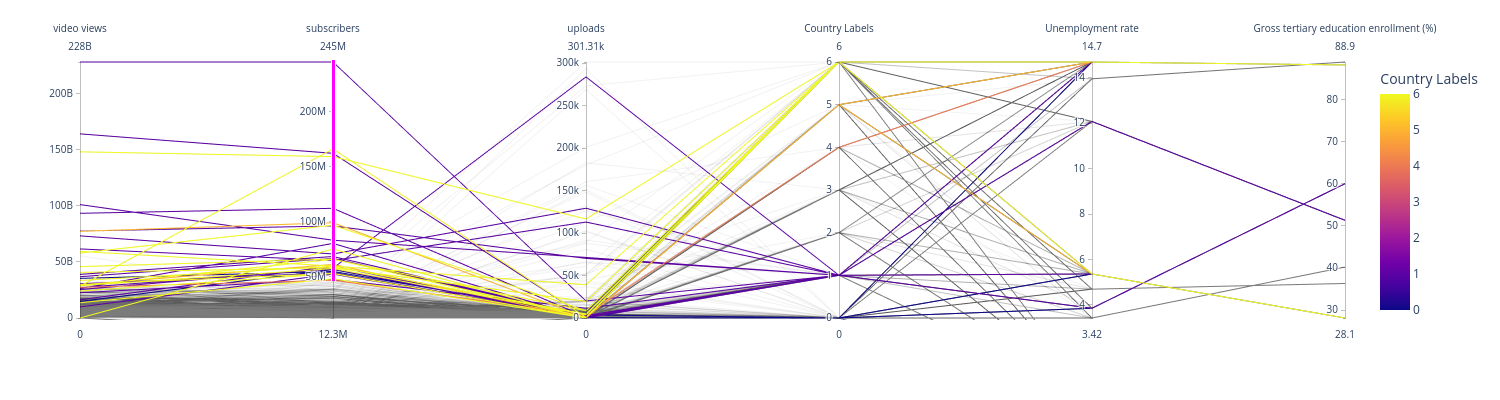 video views subscribers uploads Country Labels Unemployment rate Gross tertiary education enrollment (%)
228B 245M 301.31k 6 14.7 88.9
200B
150B
100B
50B
0
200M
150M
100M
50M
300k
250k
200k
150k
100k
50k
0
6
5
4
3
2
1
0
14
12
10
8
6
4
80
70
60
50
40
30
0 12.3M 0 0 3.42 28.1
Country Labels
6
5
4
3
2
1
0